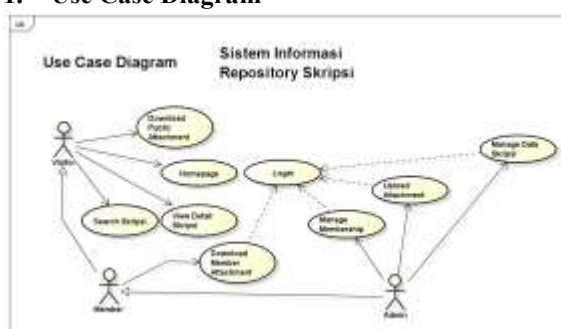 1. Use Case Diagram
uc
Use Case Diagram
Sistem Informasi
Repository Skripsi
Download
Public
Attachment
Visitor
Homepage
Login
Manage Data
Skripsi
Upload
Attachment
Search Skripsi
View Detail
Skripsi
Manage
Membership
Download
Member
Attachment
Member
Admin